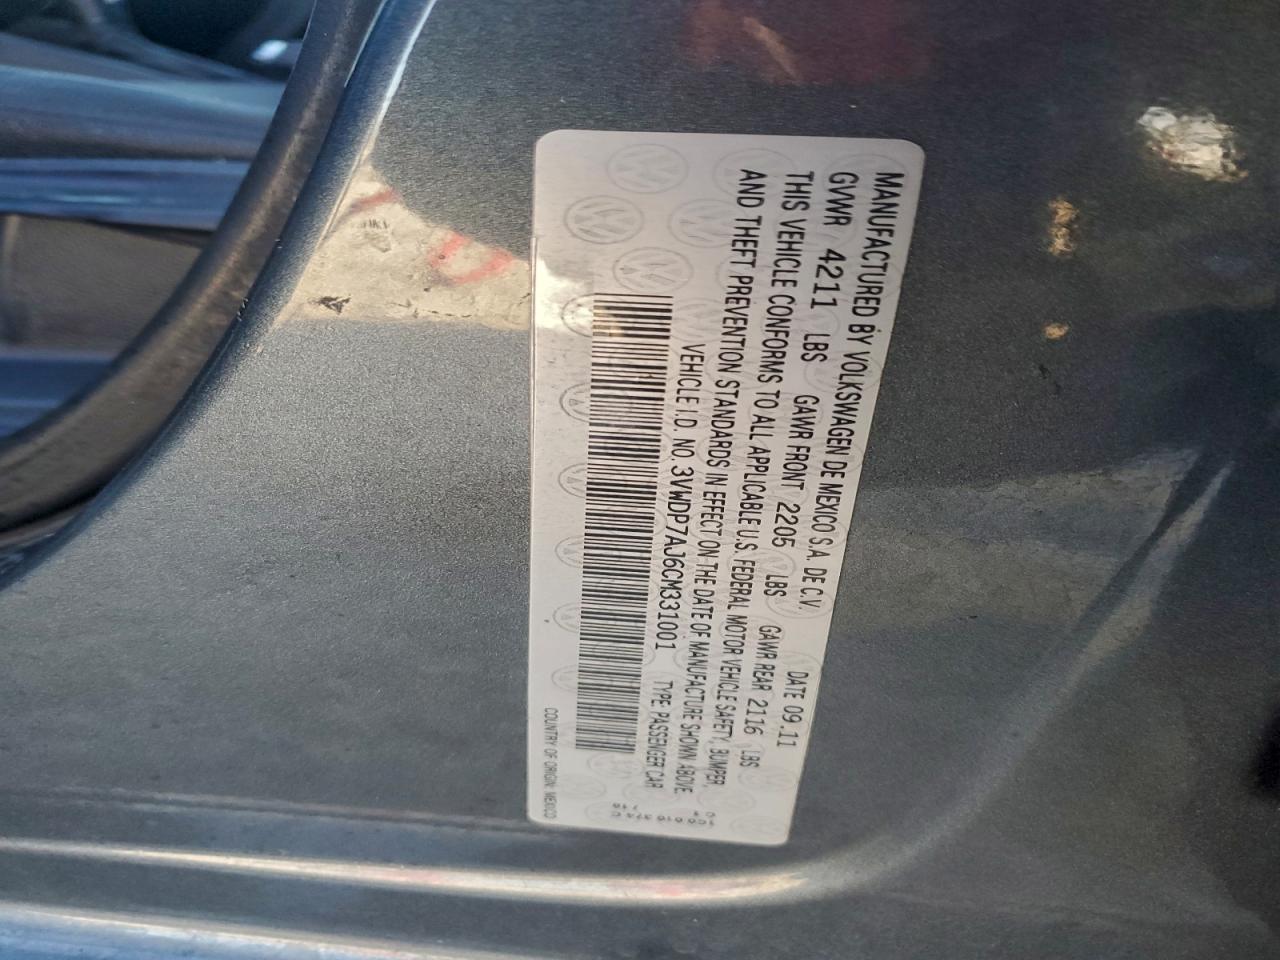 MANUFACTURED BY VOLKSWAGEN DE MEXICO S.A. DE C.V. DATE 09.11
GVWR 4211 LBS GAWR FRONT 2205 LBS GAWR REAR 2116 LBS
THIS VEHICLE CONFORMS TO ALL APPLICABLE U.S. FEDERAL MOTOR VEHICLE SAFETY, BUMPER,
AND THEFT PREVENTION STANDARDS IN EFFECT ON THE DATE OF MANUFACTURE SHOWN ABOVE.
VEHICLE I.D. NO. 3VWDP7AJ6CM331001 TYPE: PASSENGER CAR
COUNTRY OF ORIGIN: MEXICO